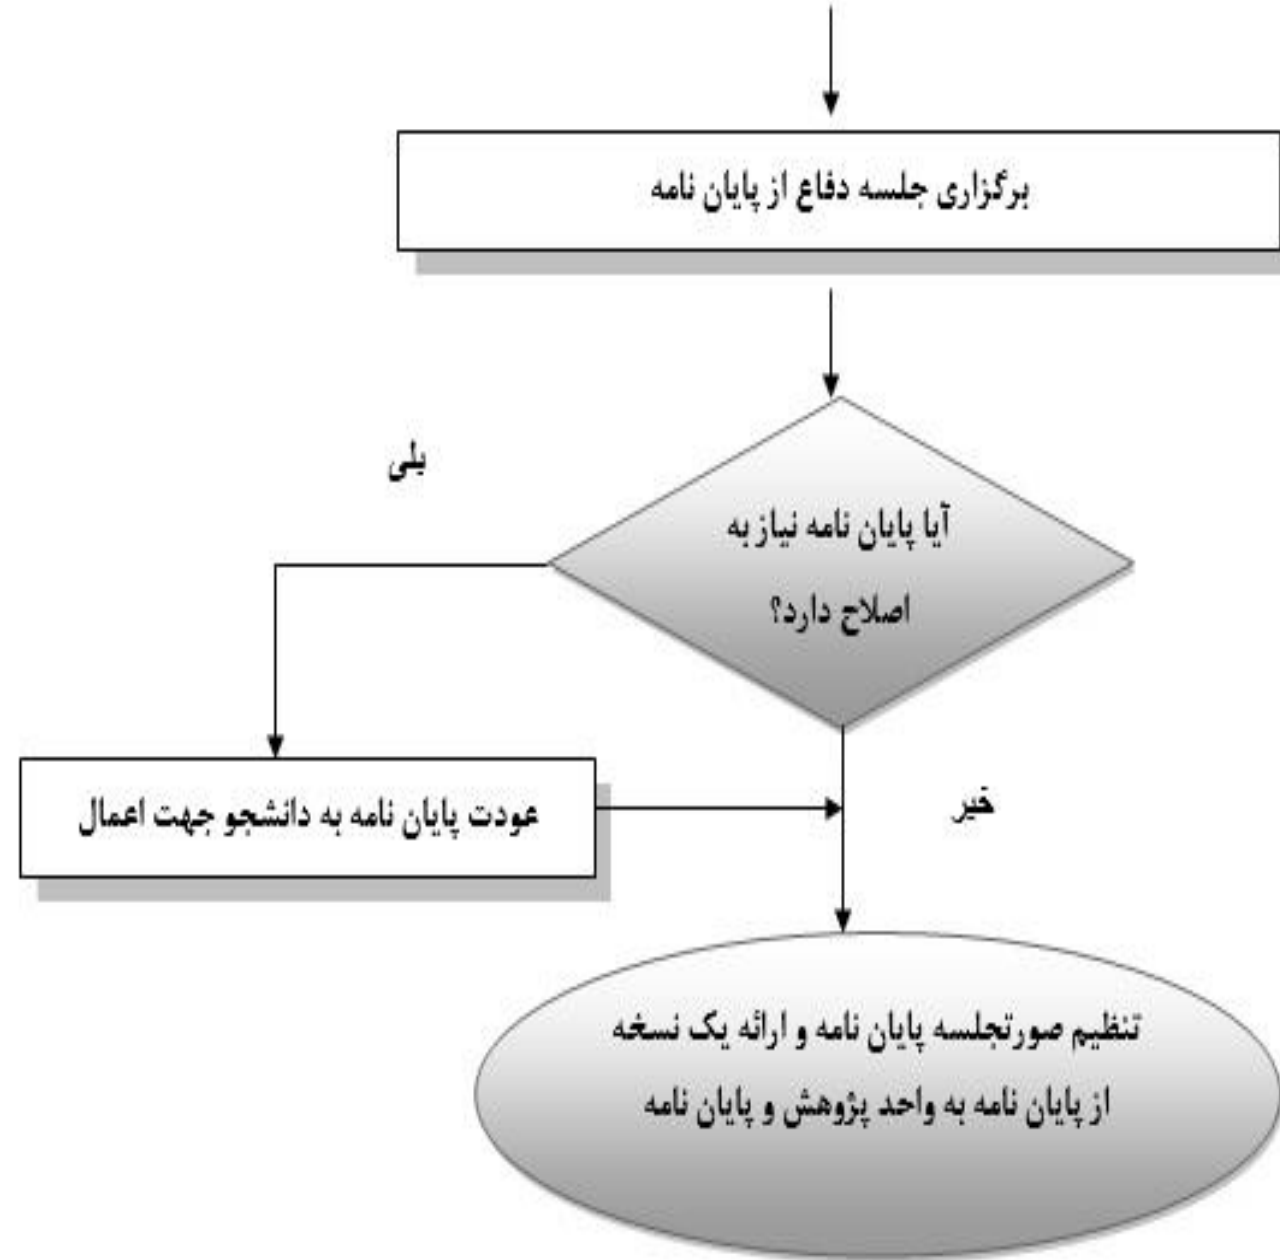 برگزاری جلسه دفاع از پایان نامه
بلی
آیا پایان نامه نیاز به
اصلاح دارد؟
عودت پایان نامه به دانشجو جهت اعمال
خیر
تنظیم صورتجلسه پایان نامه و ارائه یک نسخه
از پایان نامه به واحد پژوهش و پایان نامه